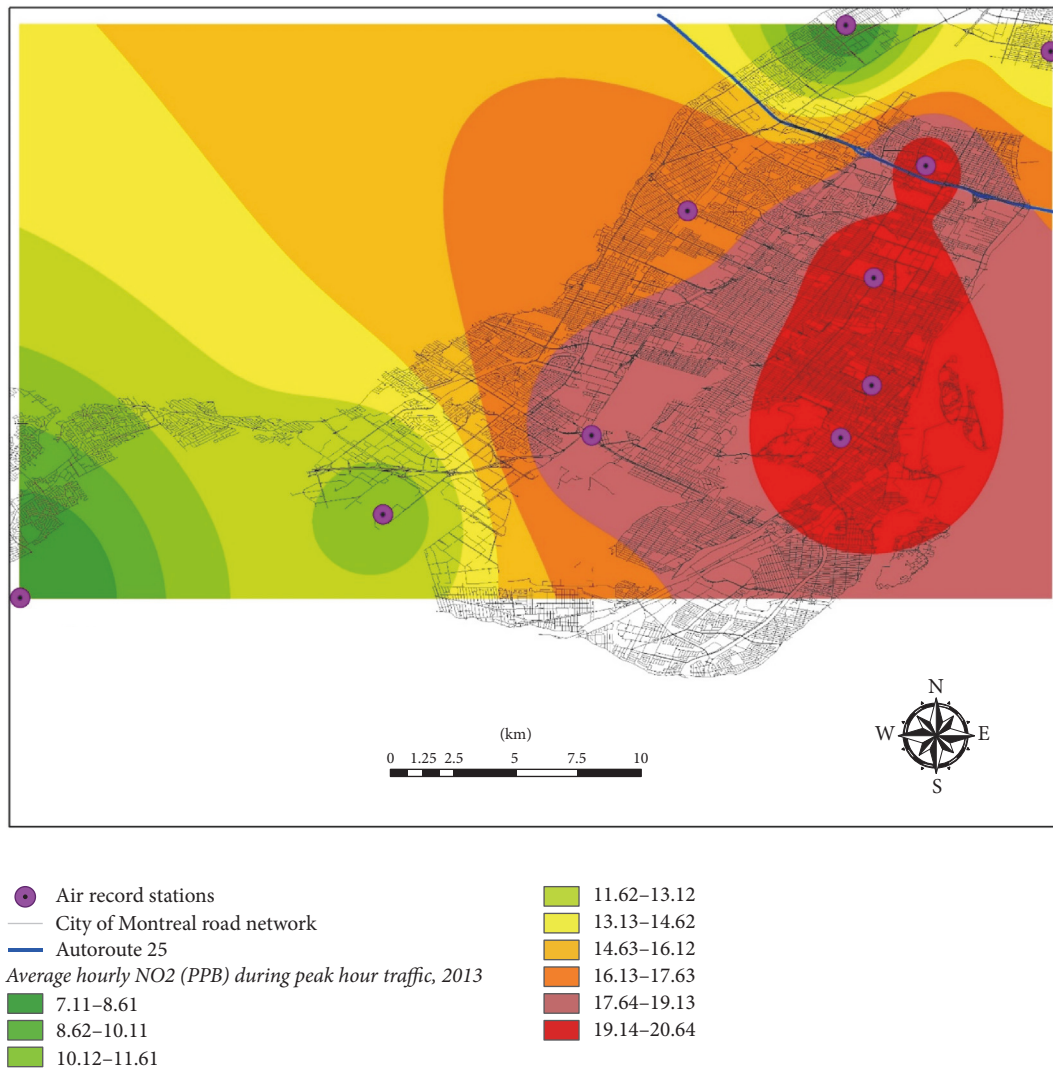 (km)
0 1.25 2.5 5 7.5 10
N
W E
S
Air record stations
City of Montreal road network
Autoroute 25
Average hourly NO2 (PPB) during peak hour traffic, 2013
7.11–8.61
8.62–10.11
10.12–11.61
11.62–13.12
13.13–14.62
14.63–16.12
16.13–17.63
17.64–19.13
19.14–20.64